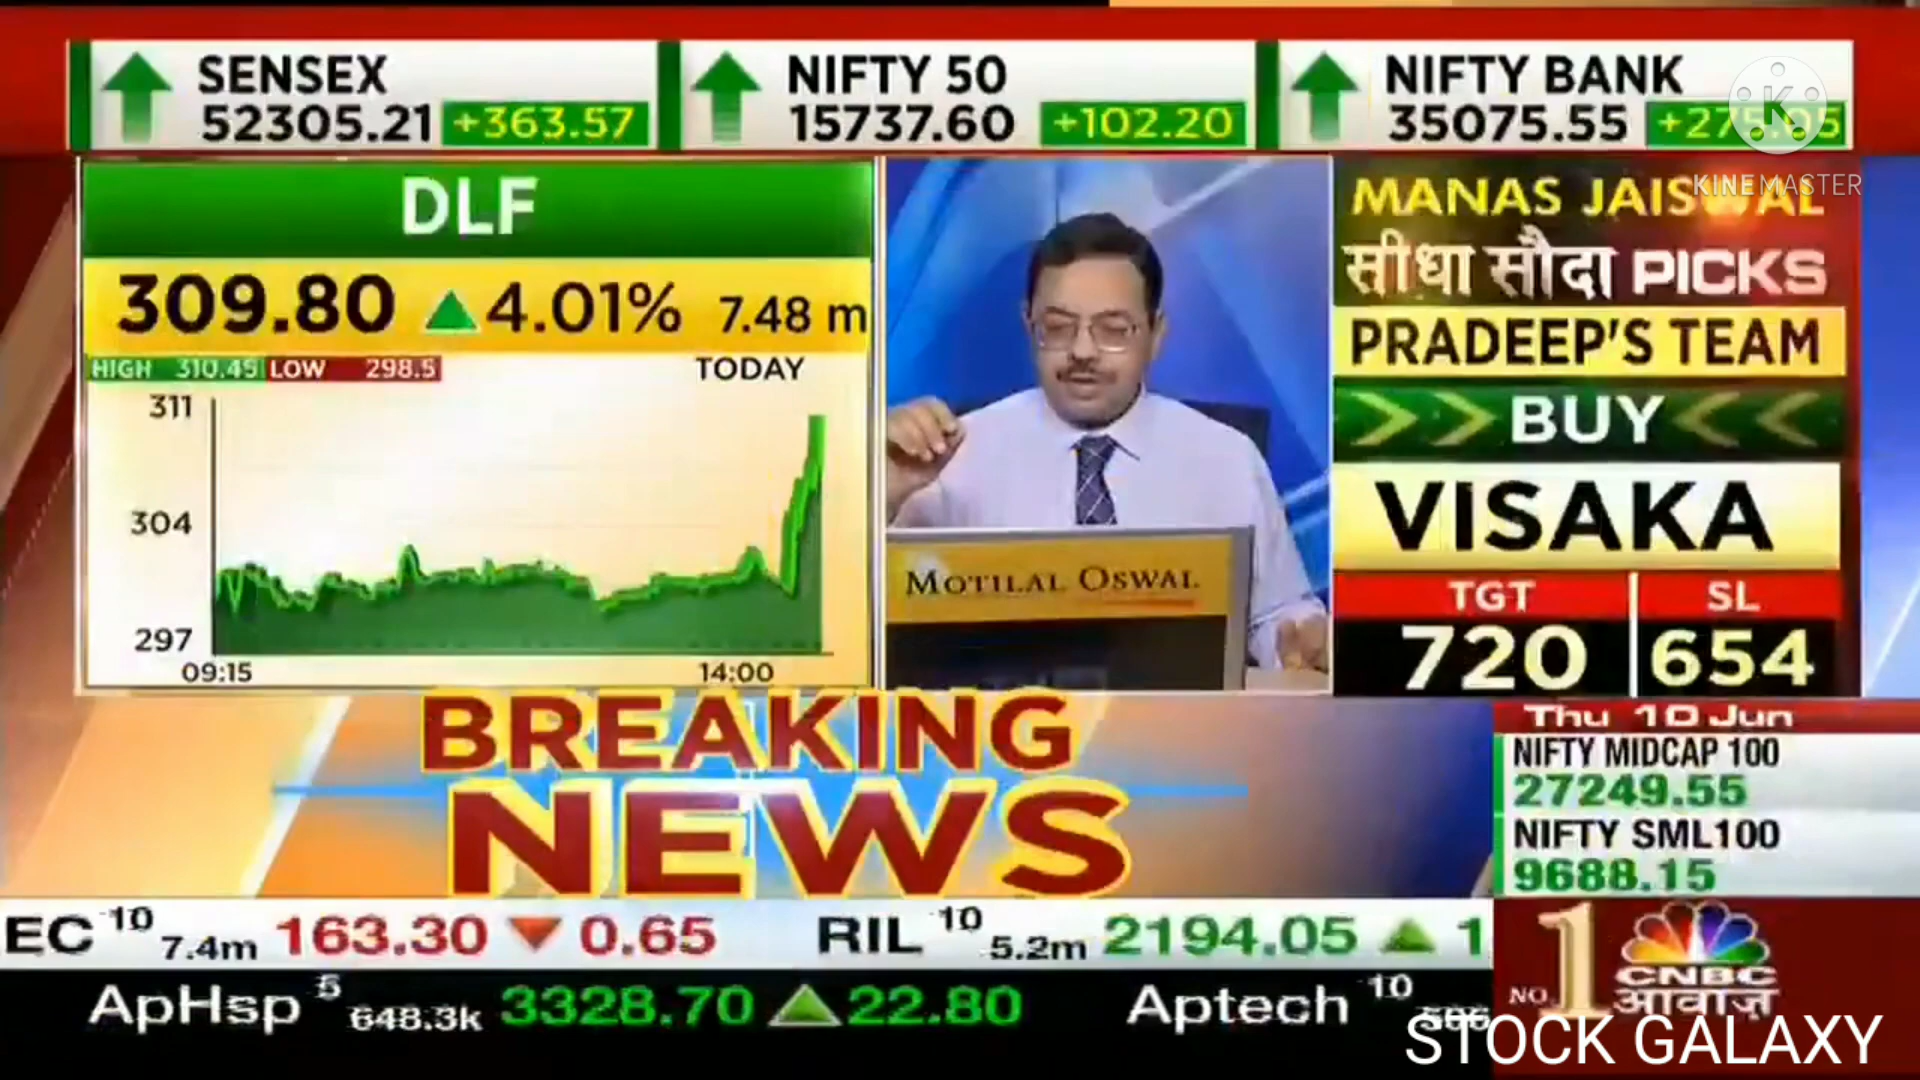 SENSEX
52305.21 +363.57
NIFTY 50
15737.60 +102.20
NIFTY BANK
35075.55
K
KINEMASTER
DLF
309.80 ▲ 4.01% 7.48 m
HIGH 310.45 LOW 298.5
TODAY
311
304
297
09:15 14:00
MOTILAL OSWAL
MANAS JAISWAL
सीधा सौदा PICKS
PRADEEP'S TEAM
>> BUY <<
VISAKA
TGT SL
720 654
BREAKING
NEWS
Thu 10 Jun
NIFTY MIDCAP 100
27249.55
NIFTY SML100
9688.15
EC 10 7.4m 163.30 ▼ 0.65 RIL 10 5.2m 2194.05 ▲ 1
ApHsp 5 648.3k 3328.70 ▲ 22.80 Aptech 10
NO. 1 CNBC
आवाज़
STOCK GALAXY